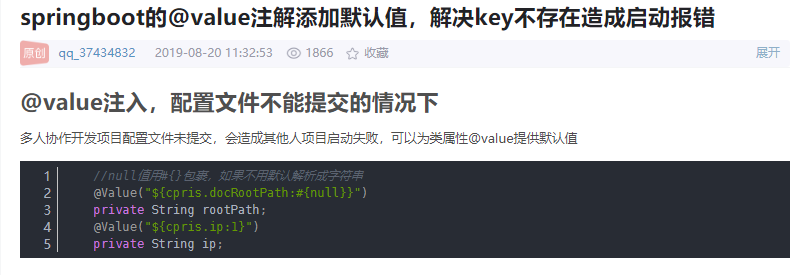 springboot的@value注解添加默认值，解决key不存在造成启动报错
原创 qq_37434832 2019-08-20 11:32:53 1866 收藏 展开
@value注入，配置文件不能提交的情况下
多人协作开发项目配置文件未提交，会造成其他人项目启动失败，可以为类属性@value提供默认值
1 //null值用#{}包裹，如果不用默认解析成字符串
2 @Value("${cpris.docRootPath:#{null}}")
3 private String rootPath;
4 @Value("${cpris.ip:1}")
5 private String ip;